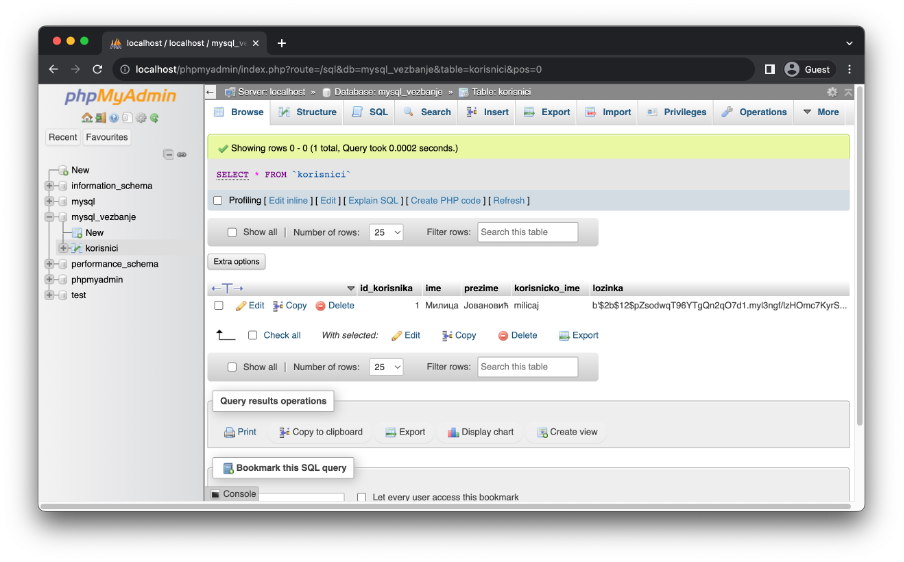 localhost / localhost / mysql_ve
localhost/phpmyadmin/index.php?route=/sql&db=mysql_vezbanje&table=korisnici&pos=0
Guest
phpMyAdmin
Server: localhost » Database: mysql_vezbanje » Table: korisnici
Browse Structure SQL Search Insert Export Import Privileges Operations More
Recent Favourites
New
information_schema
mysql
mysql_vezbanje
New
korisnici
performance_schema
phpmyadmin
test
Showing rows 0 - 0 (1 total, Query took 0.0002 seconds.)
SELECT * FROM `korisnici`
Profiling [ Edit inline ] [ Edit ] [ Explain SQL ] [ Create PHP code ] [ Refresh ]
Show all | Number of rows: 25 Filter rows: Search this table
Extra options
id_korisnika ime prezime korisnicko_ime lozinka
Edit Copy Delete 1 Милица Јовановић milicaj
Check all With selected: Edit Copy Delete Export
Show all | Number of rows: 25 Filter rows: Search this table
Query results operations
Print Copy to clipboard Export Display chart Create view
Bookmark this SQL query
Console
Let every user access this bookmark